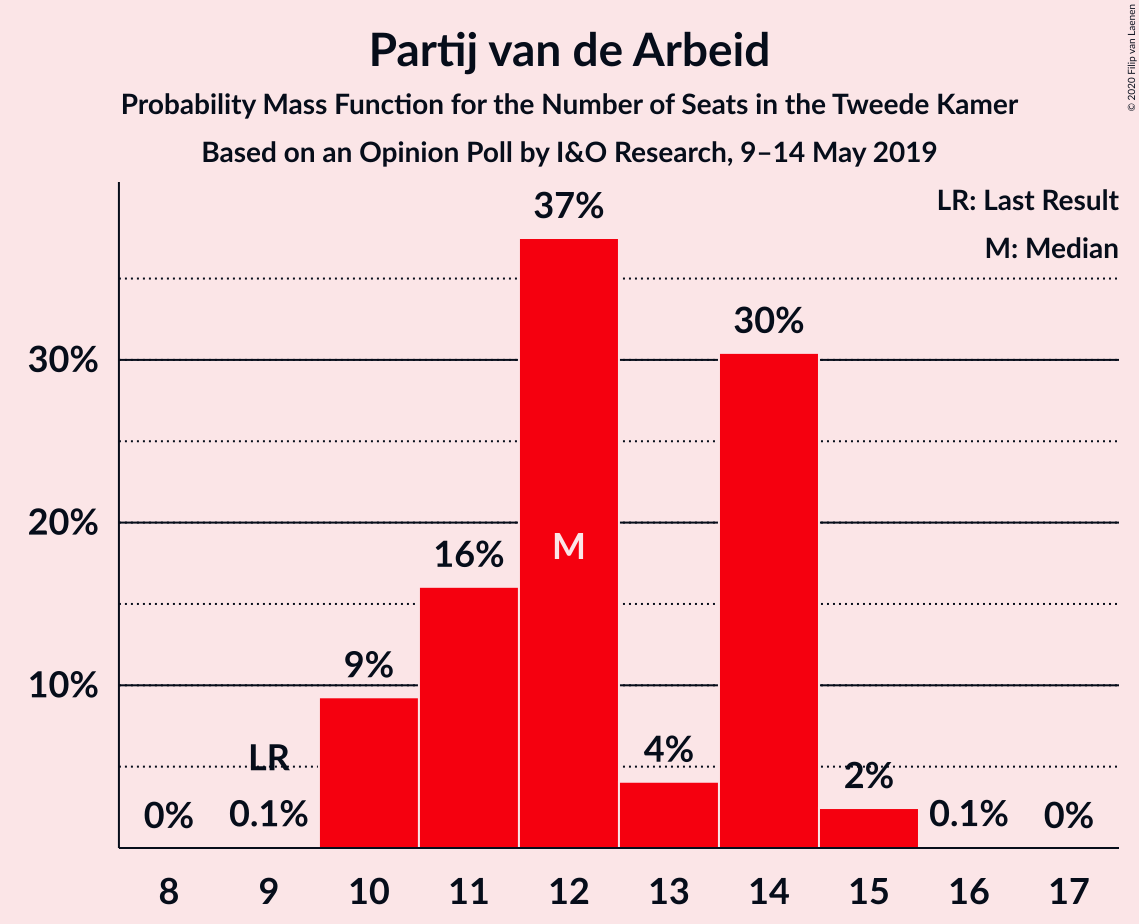 Partij van de Arbeid
Probability Mass Function for the Number of Seats in the Tweede Kamer
Based on an Opinion Poll by I&O Research, 9–14 May 2019
© 2020 Filip van Laenen
LR: Last Result
M: Median
37%
30%
30%
20%
16%
M
9%
10%
LR
4%
2%
0%
0.1%
0.1%
0%
8 9 10 11 12 13 14 15 16 17